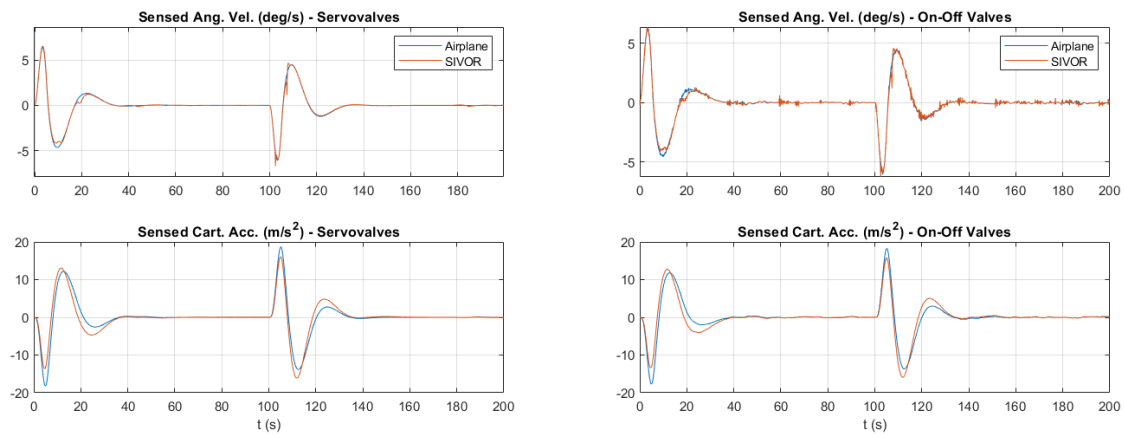 Sensed Ang. Vel. (deg/s) - Servovalves
5
0
-5
0 20 40 60 80 100 120 140 160 180
Airplane
SIVOR
Sensed Ang. Vel. (deg/s) - On-Off Valves
5
0
-5
0 20 40 60 80 100 120 140 160 180 200
Airplane
SIVOR
Sensed Cart. Acc. (m/s²) - Servovalves
20
10
0
-10
-20
0 20 40 60 80 100 120 140 160 180 200
t (s)
Sensed Cart. Acc. (m/s²) - On-Off Valves
20
10
0
-10
-20
0 20 40 60 80 100 120 140 160 180 200
t (s)